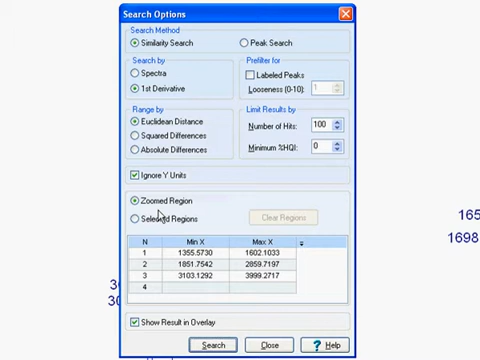 Search Options
Search Method
Similarity Search
Peak Search
Search by
Spectra
1st Derivative
Prefilter for
Labeled Peaks
Looseness (0-10):
1
Range by
Euclidean Distance
Squared Differences
Absolute Differences
Limit Results by
Number of Hits:
100
Minimum %HQI:
0
Ignore Y Units
Zoomed Region
Selected Regions
Clear Regions
N Min X Max X
1 1355.5730 1602.1033
2 1851.7542 2859.7197
3 3103.1292 3999.2717
4
Show Result in Overlay
Search
Close
? Help
165
1698